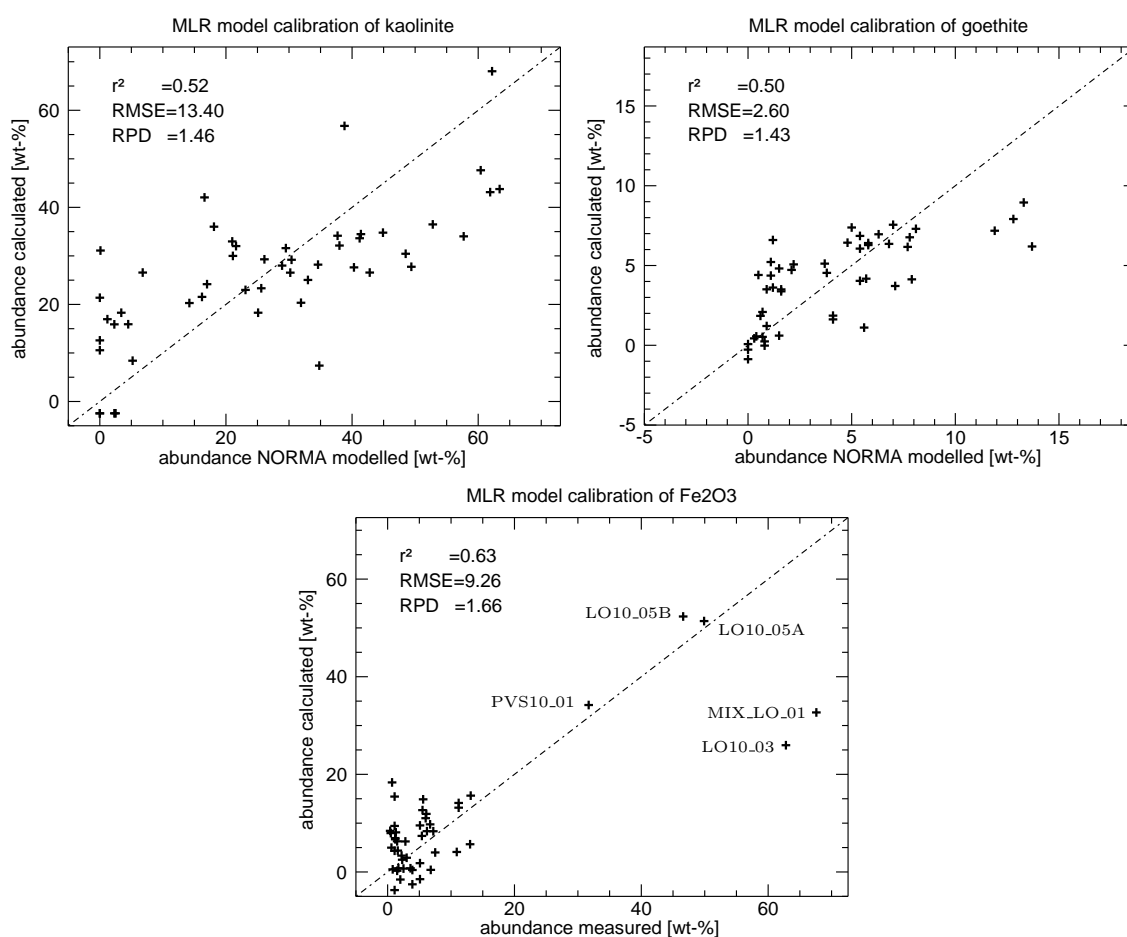 MLR model calibration of kaolinite
r² =0.52
RMSE=13.40
RPD =1.46
abundance calculated [wt-%]
60
40
20
0
0 20 40 60
abundance NORMA modelled [wt-%]
MLR model calibration of goethite
r² =0.50
RMSE=2.60
RPD =1.43
abundance calculated [wt-%]
15
10
5
0
-5
-5 0 5 10 15
abundance NORMA modelled [wt-%]
MLR model calibration of Fe2O3
r² =0.63
RMSE=9.26
RPD =1.66
abundance calculated [wt-%]
60
40
20
0
LO10_05B
LO10_05A
PVS10_01
MIX_LO_01
LO10_03
0 20 40 60
abundance measured [wt-%]